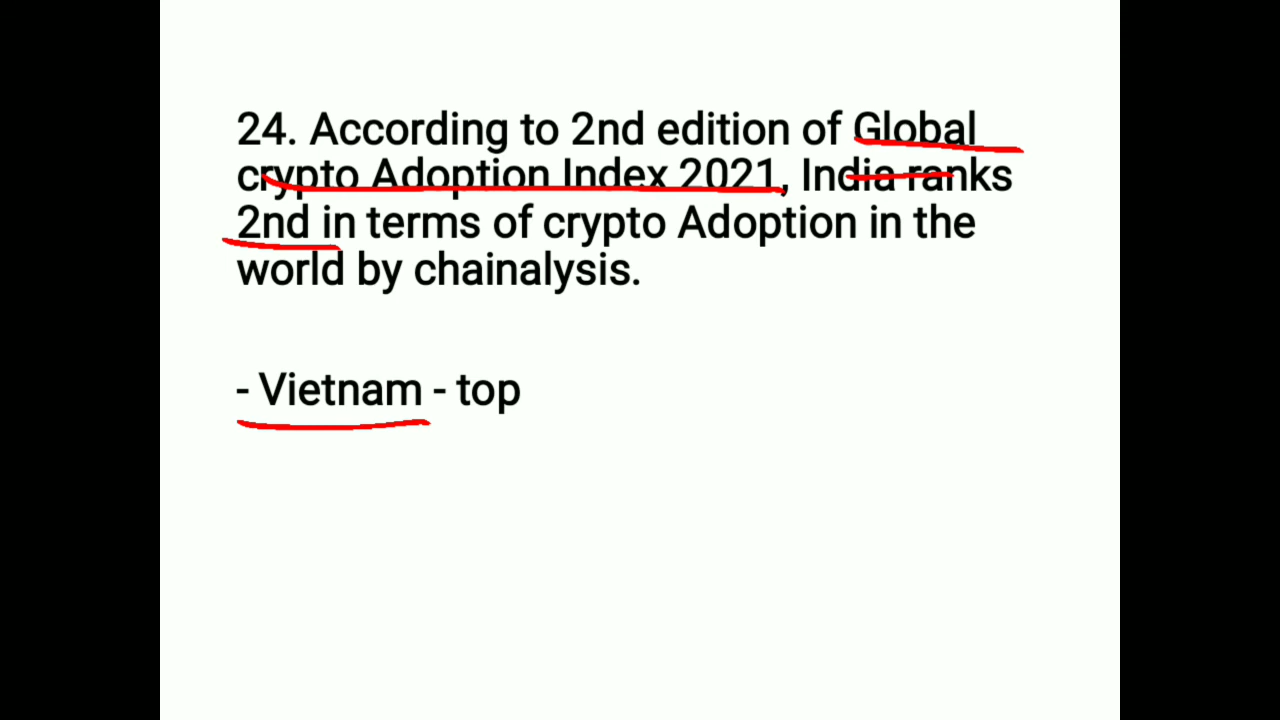 24. According to 2nd edition of Global
crypto Adoption Index 2021, India ranks
2nd in terms of crypto Adoption in the
world by chainalysis.
- Vietnam - top